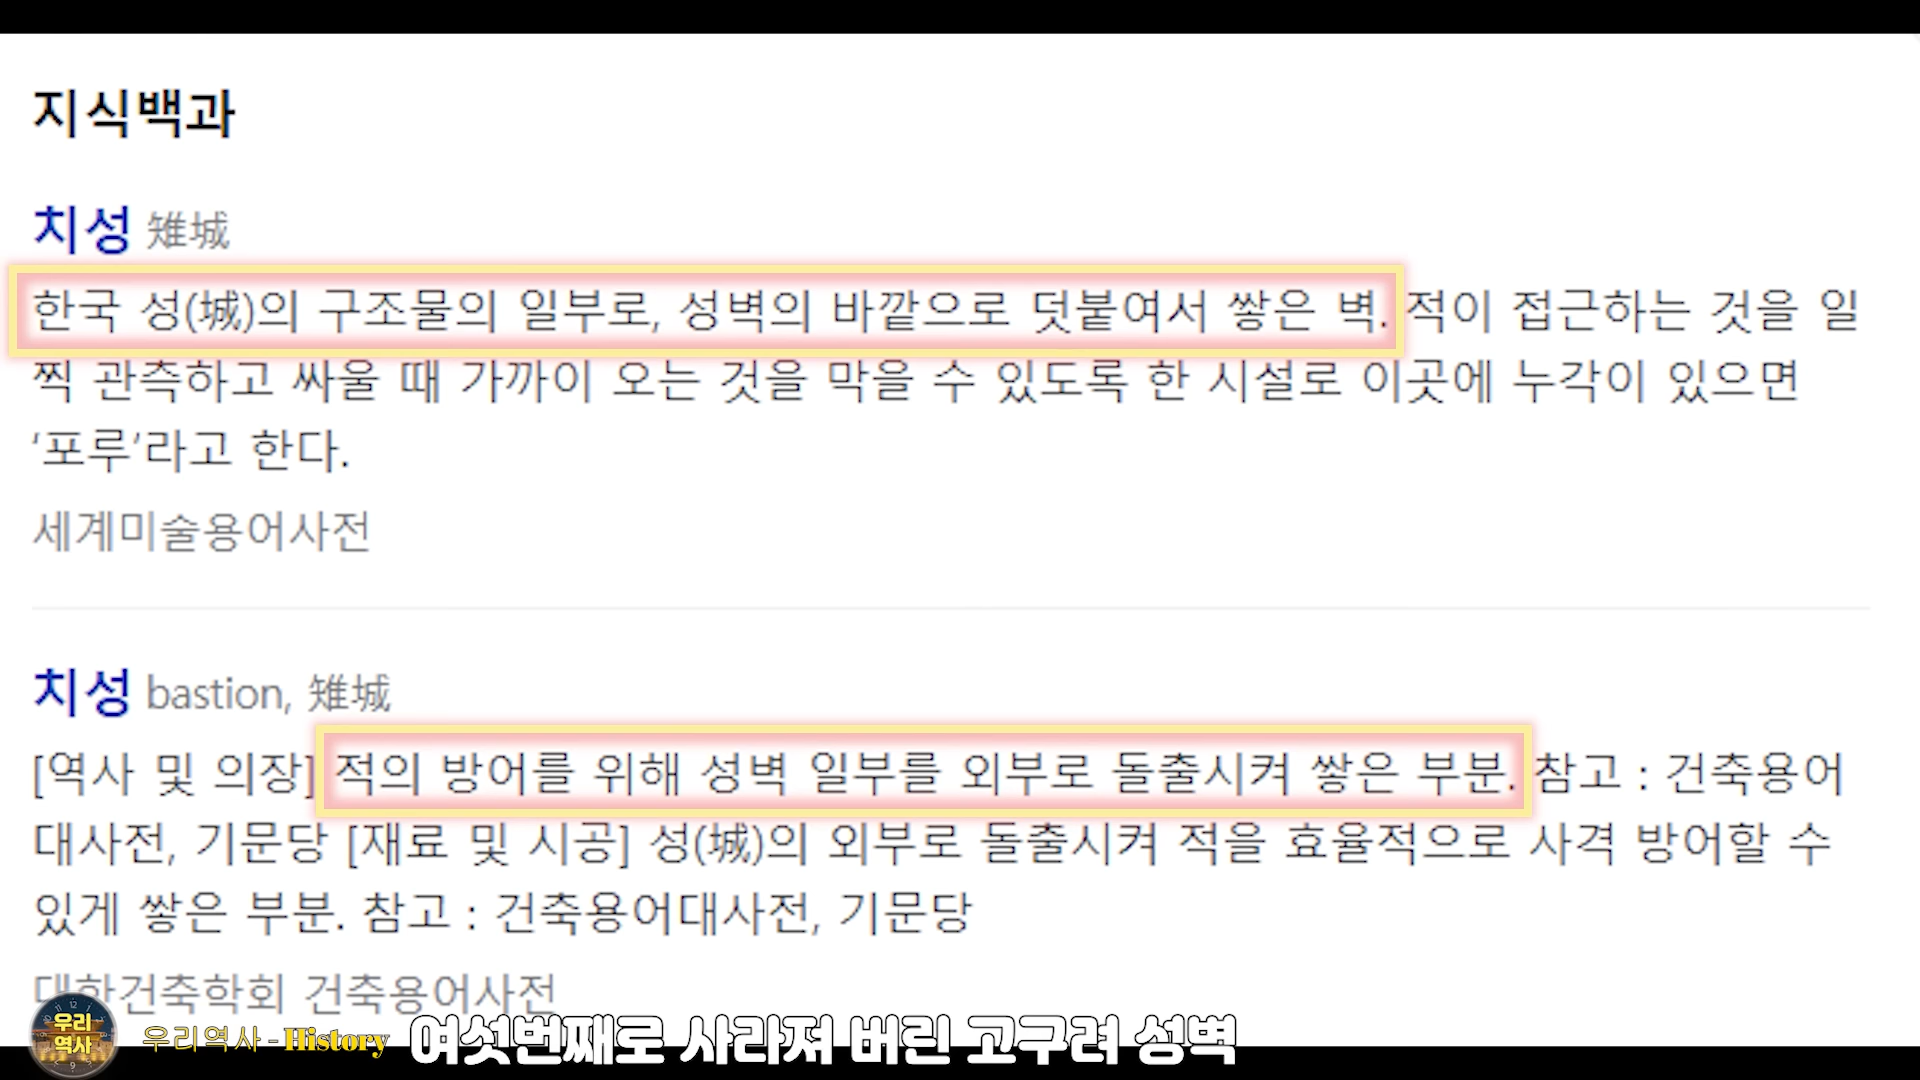 지식백과
치성 雉城
한국 성(城)의 구조물의 일부로, 성벽의 바깥으로 덧붙여서 쌓은 벽. 적이 접근하는 것을 일
찍 관측하고 싸울 때 가까이 오는 것을 막을 수 있도록 한 시설로 이곳에 누각이 있으면
‘포루’라고 한다.
세계미술용어사전
치성 bastion, 雉城
[역사 및 의장] 적의 방어를 위해 성벽 일부를 외부로 돌출시켜 쌓은 부분. 참고 : 건축용어
대사전, 기문당 [재료 및 시공] 성(城)의 외부로 돌출시켜 적을 효율적으로 사격 방어할 수
있게 쌓은 부분. 참고 : 건축용어대사전, 기문당
대한건축학회 건축용어사전
우리
역사
우리역사 - History
여섯번째로 사라져 버린 고구려 성벽